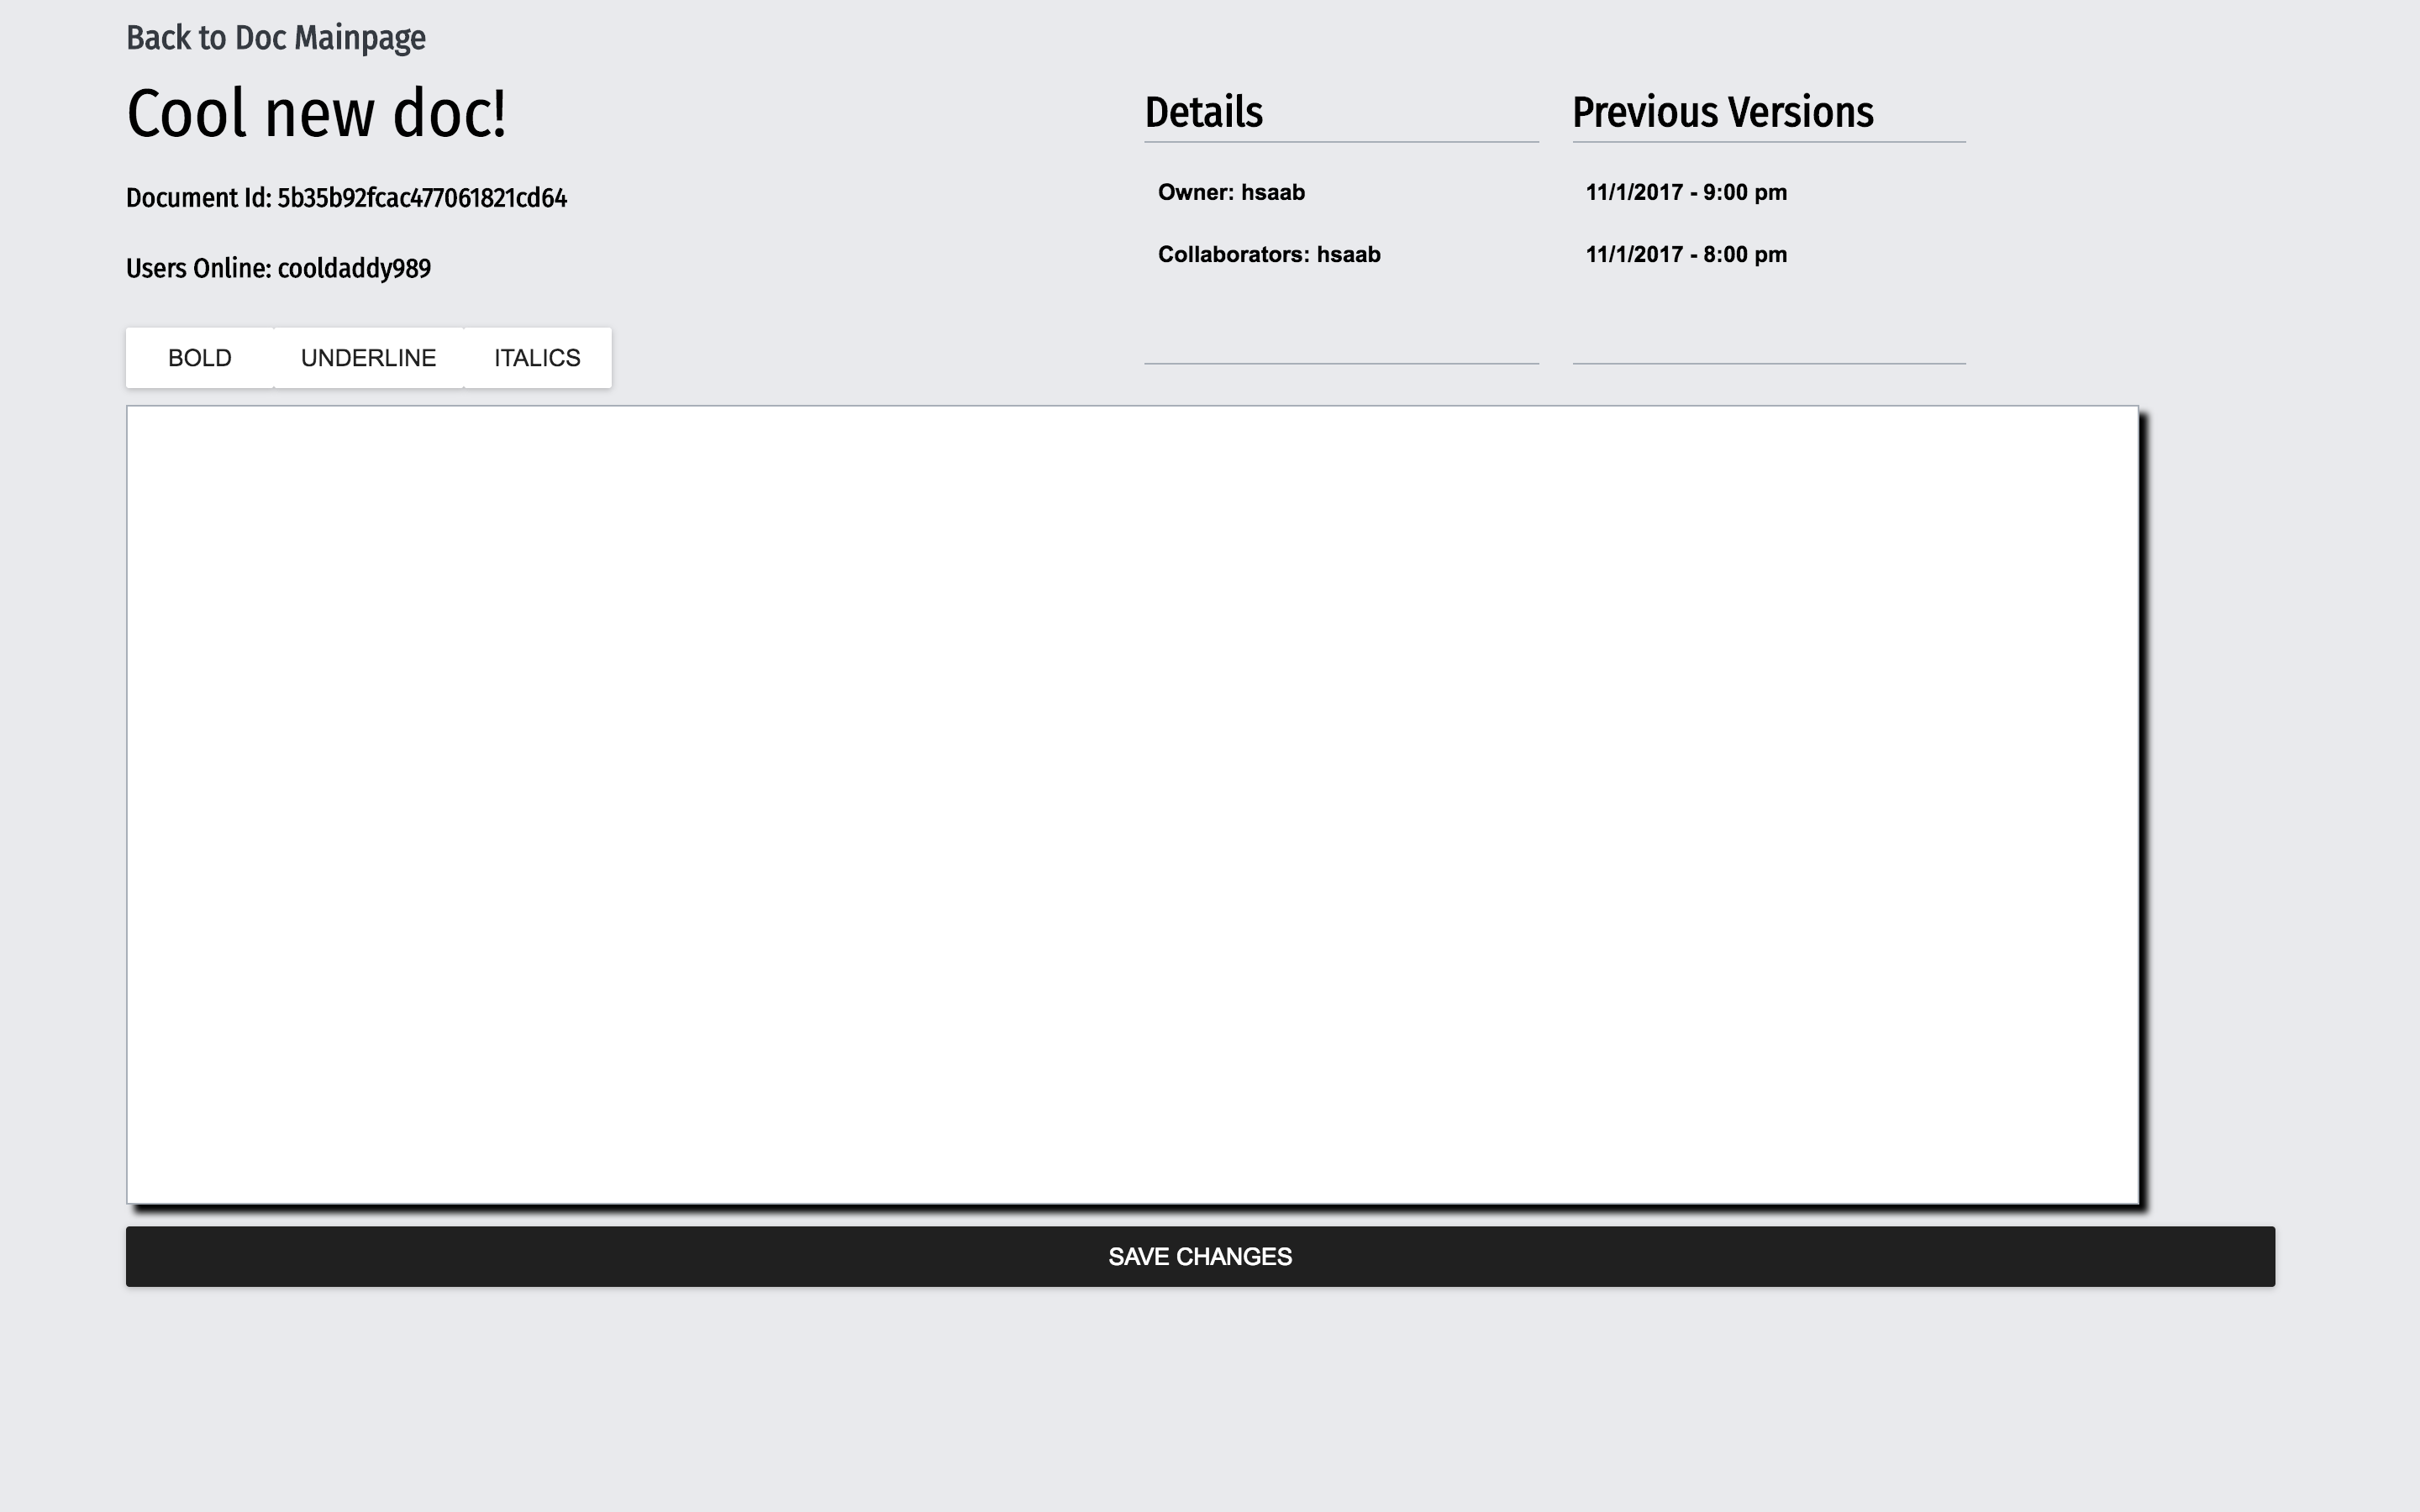 Back to Doc Mainpage
Cool new doc!
Document Id: 5b35b92fcac477061821cd64
Users Online: cooldaddy989
Details
Owner: hsaab
Collaborators: hsaab
Previous Versions
11/1/2017 - 9:00 pm
11/1/2017 - 8:00 pm
BOLD UNDERLINE ITALICS
SAVE CHANGES